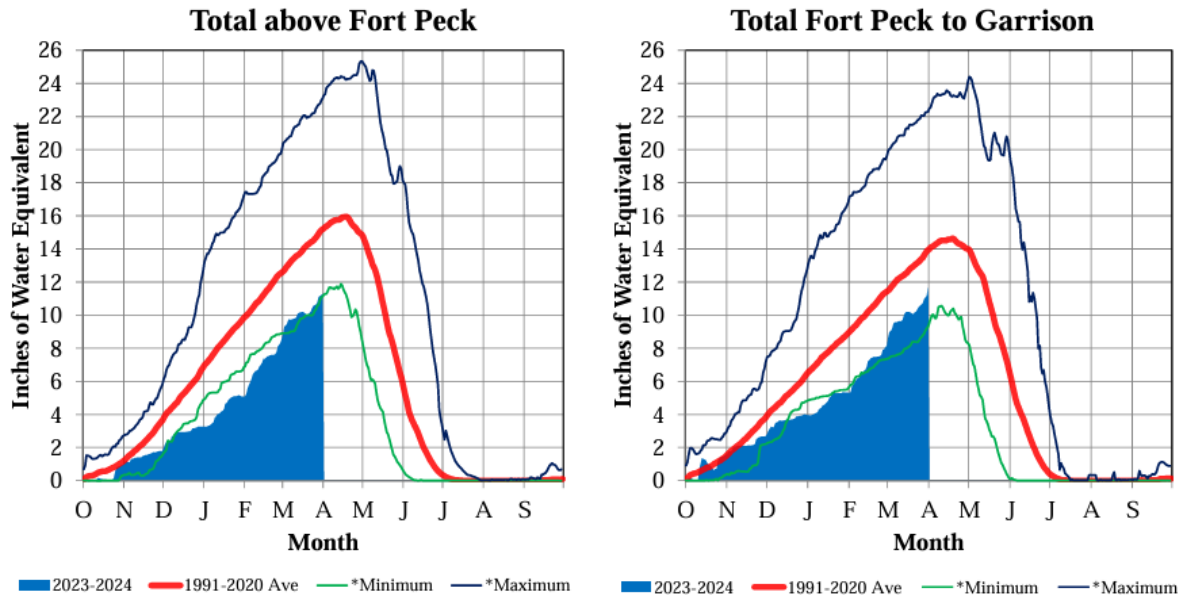 Total above Fort Peck
26
24
22
20
18
16
14
12
10
8
6
4
2
0
Inches of Water Equivalent
O N D J F M A M J J A S
Month
2023-2024 1991-2020 Ave *Minimum *Maximum
Total Fort Peck to Garrison
26
24
22
20
18
16
14
12
10
8
6
4
2
0
Inches of Water Equivalent
O N D J F M A M J J A S
Month
2023-2024 1991-2020 Ave *Minimum *Maximum